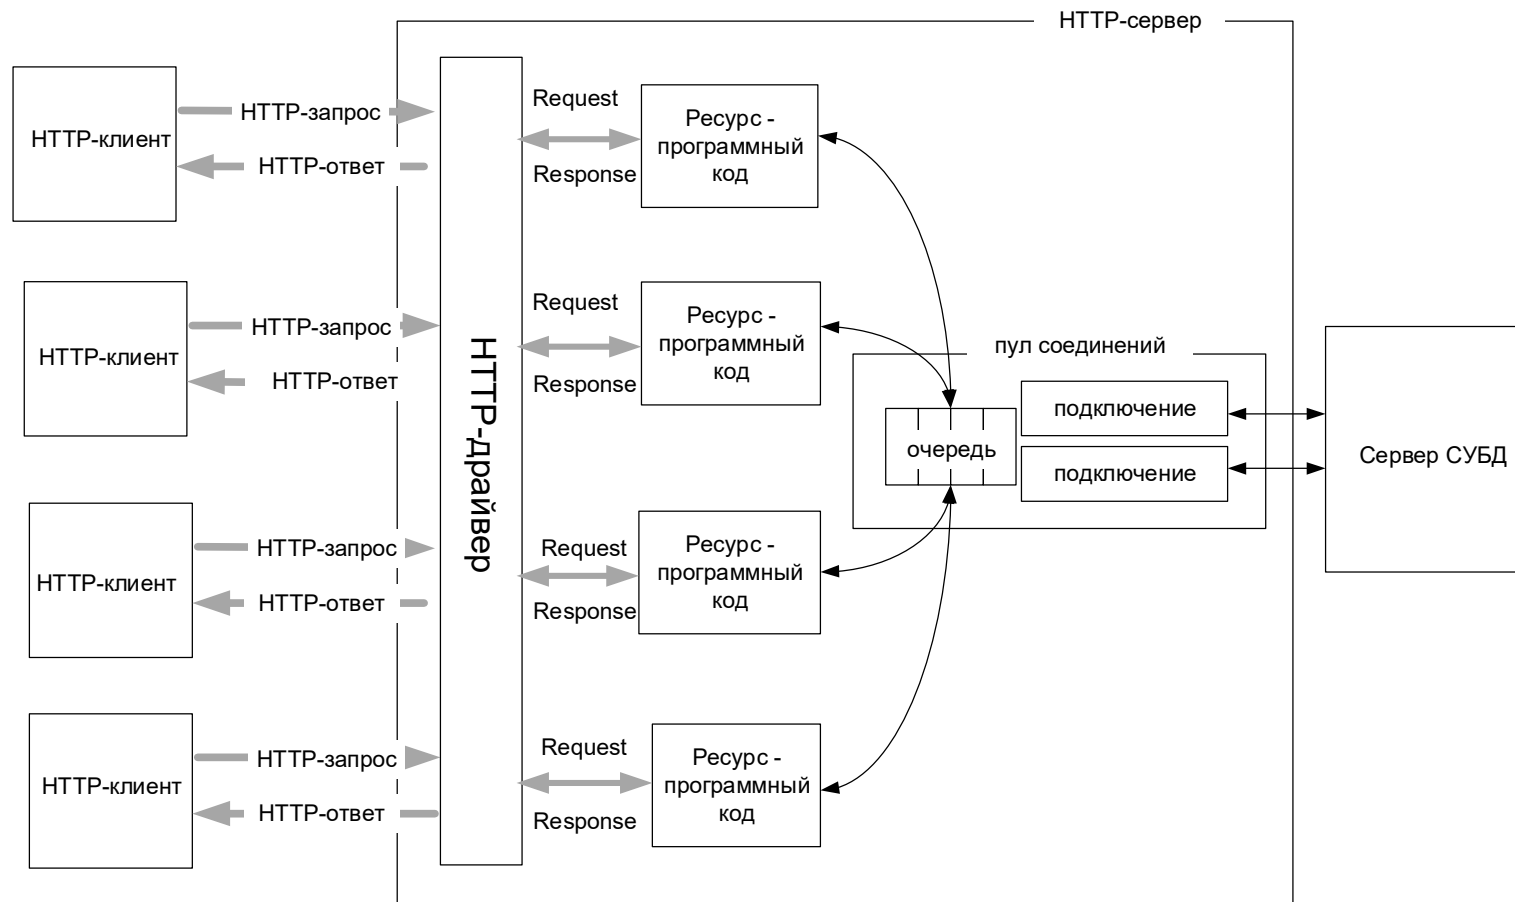 HTTP-сервер
HTTP-клиент
HTTP-запрос
HTTP-ответ
Request
Response
Ресурс -
программный
код
HTTP-клиент
HTTP-запрос
HTTP-ответ
Request
Response
Ресурс -
программный
код
HTTP-драйвер
пул соединений
подключение
очередь
подключение
Сервер СУБД
HTTP-клиент
HTTP-запрос
HTTP-ответ
Request
Response
Ресурс -
программный
код
HTTP-клиент
HTTP-запрос
HTTP-ответ
Request
Response
Ресурс -
программный
код